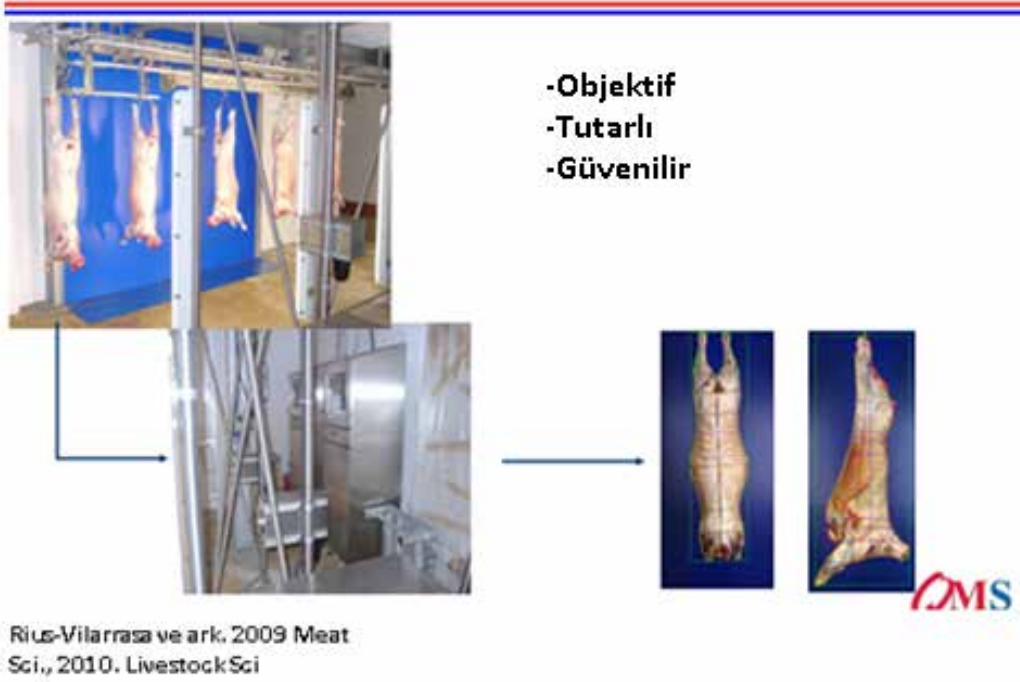 -Objektif
-Tutarlı
-Güvenilir
MS
Rius-Vilarrasa ve ark. 2009 Meat
Sci., 2010. Livestock Sci